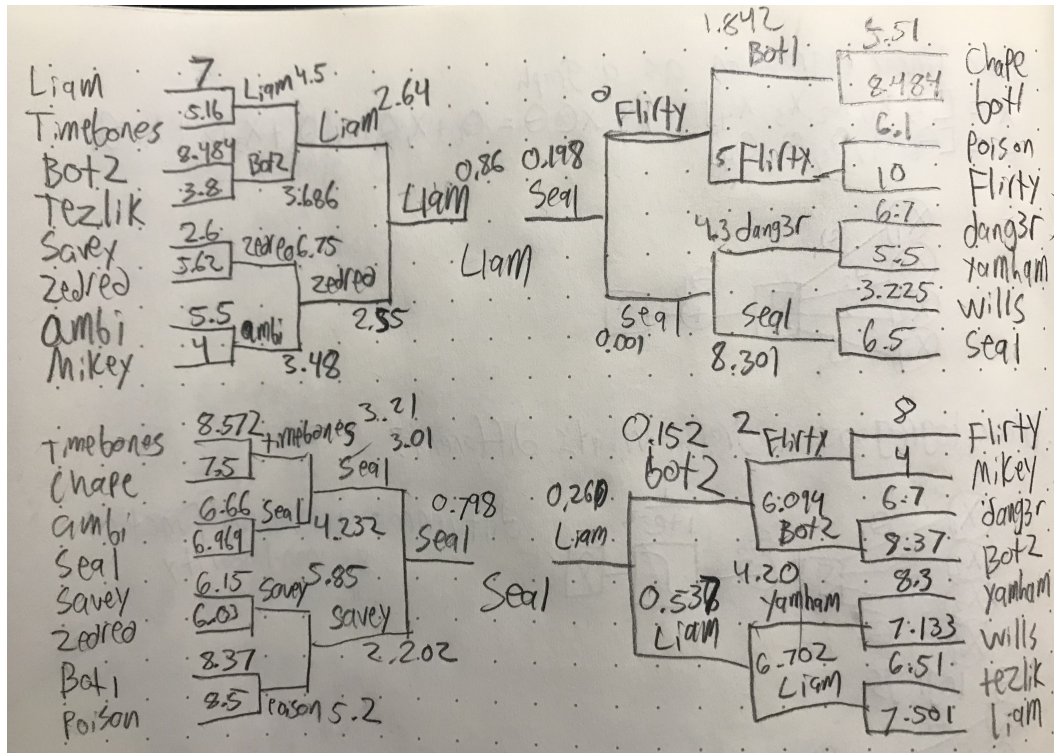 Liam 7 Liam 4.5
Timebones 5.16 Liam 2.64
Bot2 8.484 Bot2
Tezlik 3.8 3.686 Liam 0.86
Savey 2.6 zedred 6.75 Liam
Zedred 5.62 zedred
ambi 5.5 ambi 2.55
Mikey 4 3.48
1.842 Bot1 5.51 Chape
8.484 bot1
Flirty 6.1 Poison
0.198 5. Flirty 10 Flirty
Seal 4.3 dang3r 6.7 dang3r
5.5 Yamham
Seal Seal 3.225 Wills
0.001 8.301 6.5 Seal
Timebones 8.572 timebones 3.21
Chape 7.5 Seal 3.01
ambi 6.66 Seal 4.232 0.798
Seal 6.969 Seal
Savey 6.15 Savey 5.85 Seal
Zedred 6.03 Savey
Bot1 8.37 2.202
Poison 8.5 Poison 5.2
0.152 2 Flirty 8 Flirty
Bot2 4 Mikey
6.094 6.7 dang3r
Liam Bot2 8.37 Bot2
4.20 8.3 Yamham
0.537 Yamham 7.133 Wills
Liam 6.702 6.51 tezlik
Liam 7.501 Liam